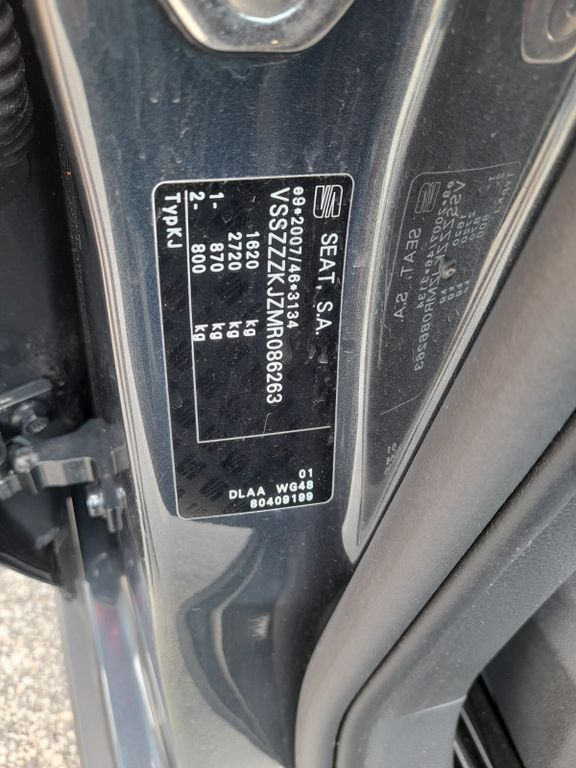 SEAT, S.A.
e9*2007/46*3134
VSSZZZKJZMR086263
1620 kg
2720 kg
1- 870 kg
2- 800 kg
TypKJ
01
DLAA WG48
80409199